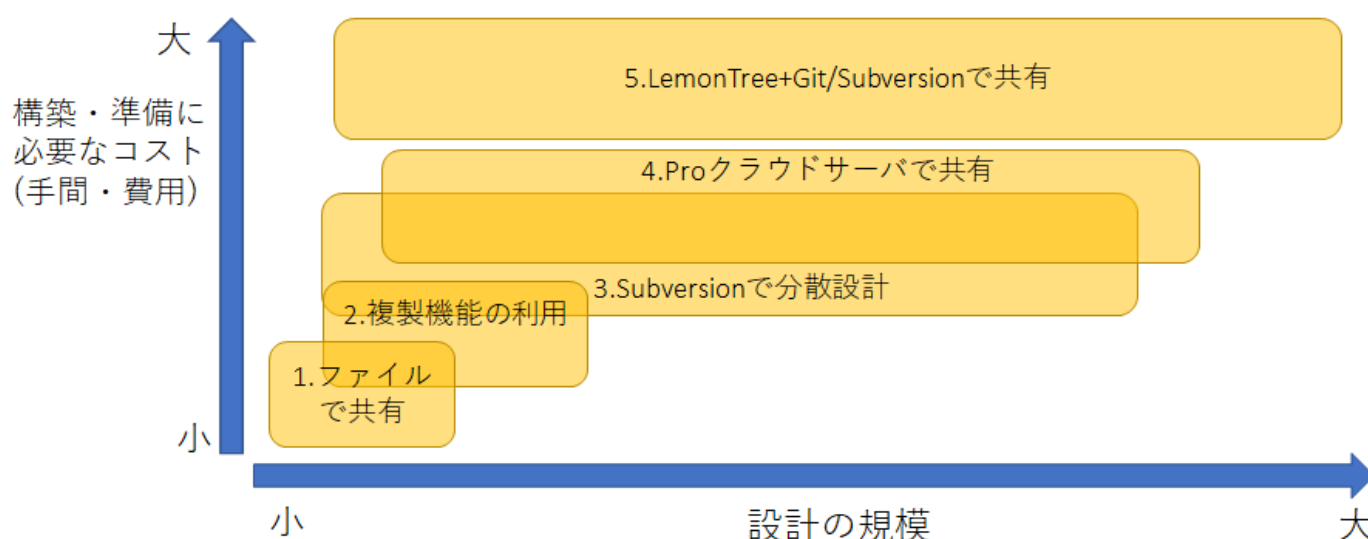 大
構築・準備に
必要なコスト
(手間・費用)
小
5.LemonTree+Git/Subversionで共有
4.Proクラウドサーバで共有
3.Subversionで分散設計
2.複製機能の利用
1.ファイル
で共有
小
設計の規模
大